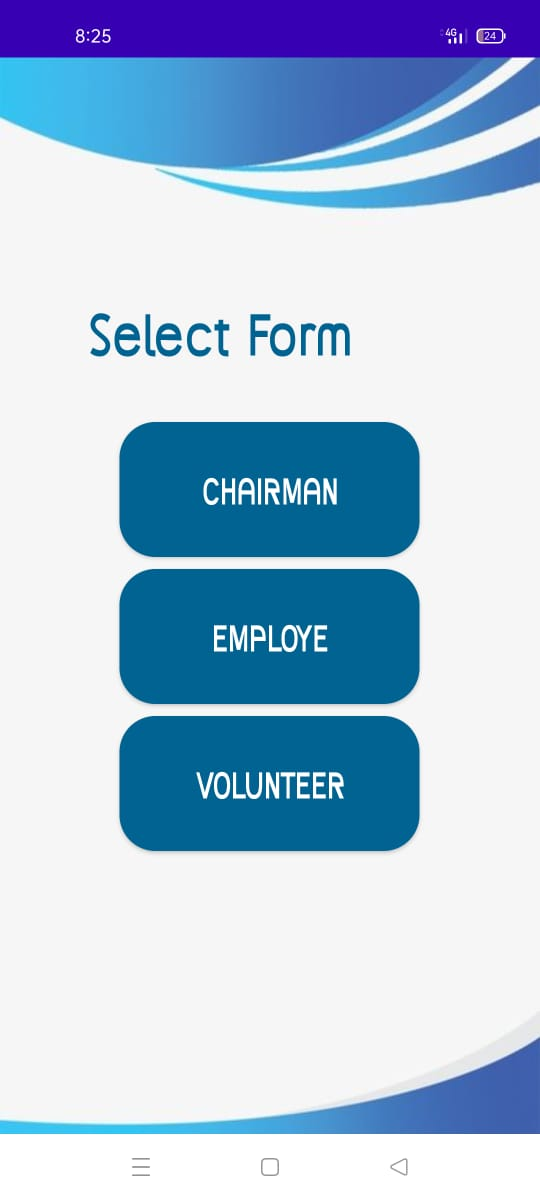 8:25
4G
24
Select Form
CHAIRMAN
EMPLOYE
VOLUNTEER